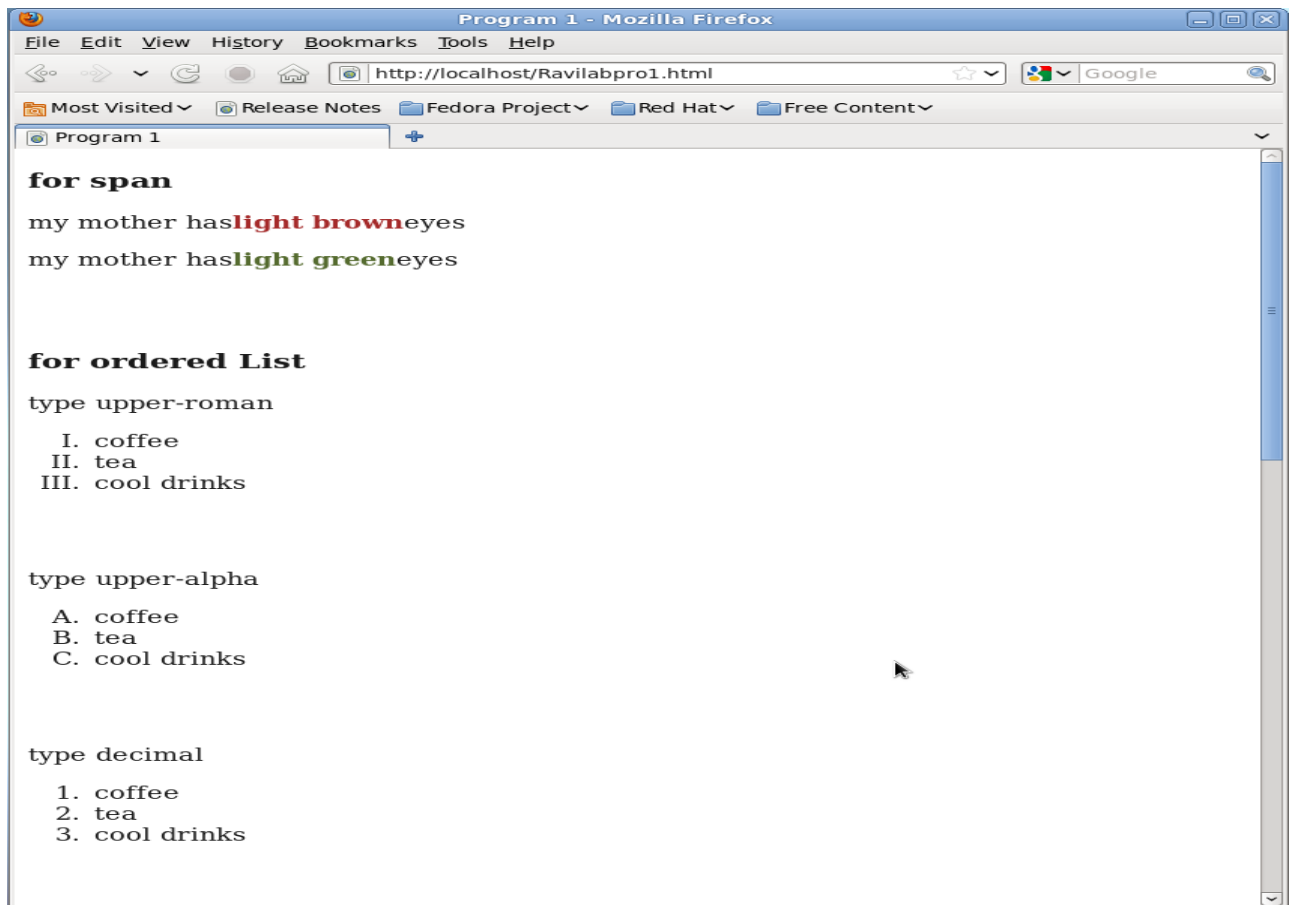 Program 1 - Mozilla Firefox
File Edit View History Bookmarks Tools Help
http://localhost/Ravilabpro1.html Google
Most Visited Release Notes Fedora Project Red Hat Free Content
Program 1
for span
my mother haslight browneyes
my mother haslight greeneyes
for ordered List
type upper-roman
I. coffee
II. tea
III. cool drinks
type upper-alpha
A. coffee
B. tea
C. cool drinks
type decimal
1. coffee
2. tea
3. cool drinks